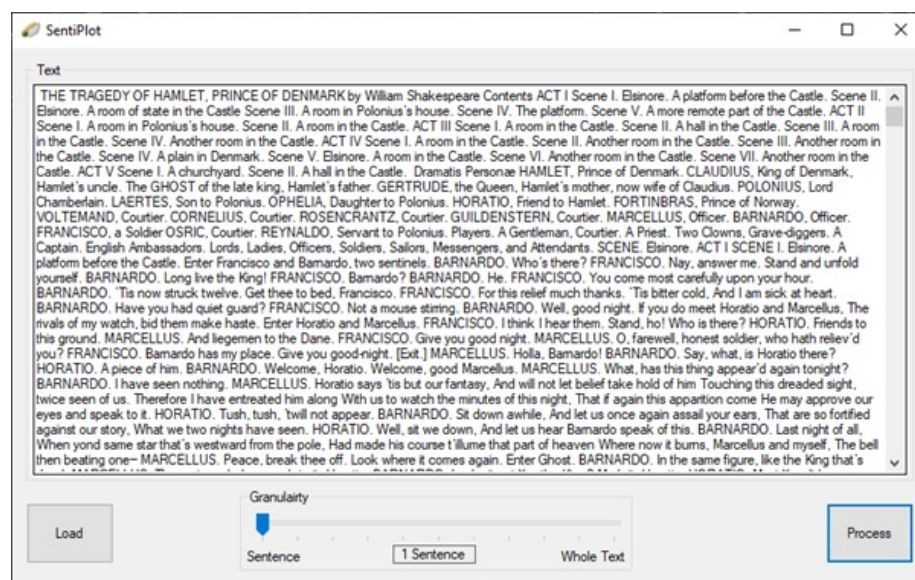 SentiPlot
Text
THE TRAGEDY OF HAMLET, PRINCE OF DENMARK by William Shakespeare Contents ACT I Scene I. Elsinore. A platform before the Castle. Scene II.
Elsinore. A room of state in the Castle Scene III. A room in Polonius's house. Scene IV. The platform. Scene V. A more remote part of the Castle. ACT II
Scene I. A room in Polonius's house. Scene II. A room in the Castle. ACT III Scene I. A room in the Castle. Scene II. A hall in the Castle. Scene III. A room
in the Castle. Scene IV. Another room in the Castle. ACT IV Scene I. A room in the Castle. Scene II. Another room in the Castle. Scene III. Another room in
the Castle. Scene IV. A plain in Denmark. Scene V. Elsinore. A room in the Castle. Scene VI. Another room in the Castle. Scene VII. Another room in the
Castle. ACT V Scene I. A churchyard. Scene II. A hall in the Castle. Dramatis Personæ HAMLET, Prince of Denmark. CLAUDIUS, King of Denmark,
Hamlet's uncle. The GHOST of the late king, Hamlet's father. GERTRUDE, the Queen, Hamlet's mother, now wife of Claudius. POLONIUS, Lord
Chamberlain. LAERTES, Son to Polonius. OPHELIA, Daughter to Polonius. HORATIO, Friend to Hamlet. FORTINBRAS, Prince of Norway.
VOLTEMAND, Courtier. CORNELIUS, Courtier. ROSENCRANTZ, Courtier. GUILDENSTERN, Courtier. MARCELLUS, Officer. BARNARDO, Officer.
FRANCISCO, a Soldier OSRIC, Courtier. REYNALDO, Servant to Polonius. Players. A Gentleman, Courtier. A Priest. Two Clowns, Grave-diggers. A
Captain. English Ambassadors. Lords, Ladies, Officers, Soldiers, Sailors, Messengers, and Attendants. SCENE. Elsinore. ACT I SCENE I. Elsinore. A
platform before the Castle. Enter Francisco and Barnardo, two sentinels. BARNARDO. Who's there? FRANCISCO. Nay, answer me. Stand and unfold
yourself. BARNARDO. Long live the King! FRANCISCO. Barnardo? BARNARDO. He. FRANCISCO. You come most carefully upon your hour.
BARNARDO. 'Tis now struck twelve. Get thee to bed, Francisco. FRANCISCO. For this relief much thanks. 'Tis bitter cold, And I am sick at heart.
BARNARDO. Have you had quiet guard? FRANCISCO. Not a mouse stirring. BARNARDO. Well, good night. If you do meet Horatio and Marcellus, The
rivals of my watch, bid them make haste. Enter Horatio and Marcellus. FRANCISCO. I think I hear them. Stand, ho! Who is there? HORATIO. Friends to
this ground. MARCELLUS. And liegemen to the Dane. FRANCISCO. Give you good night. MARCELLUS. O, farewell, honest soldier, who hath reliev'd
you? FRANCISCO. Barnardo has my place. Give you good-night. [Exit.] MARCELLUS. Holla, Barnardo! BARNARDO. Say, what, is Horatio there?
HORATIO. A piece of him. BARNARDO. Welcome, Horatio. Welcome, good Marcellus. MARCELLUS. What, has this thing appear'd again tonight?
BARNARDO. I have seen nothing. MARCELLUS. Horatio says 'tis but our fantasy, And will not let belief take hold of him Touching this dreaded sight,
twice seen of us. Therefore I have entreated him along With us to watch the minutes of this night, That if again this apparition come He may approve our
eyes and speak to it. HORATIO. Tush, tush, 'twill not appear. BARNARDO. Sit down awhile, And let us once again assail your ears, That are so fortified
against our story, What we two nights have seen. HORATIO. Well, sit we down, And let us hear Barnardo speak of this. BARNARDO. Last night of all,
When yond same star that's westward from the pole, Had made his course t'illume that part of heaven Where now it burns, Marcellus and myself, The bell
then beating one– MARCELLUS. Peace, break thee off. Look where it comes again. Enter Ghost. BARNARDO. In the same figure, like the King that's
Granulairty
Load
Process
Sentence
1 Sentence
Whole Text